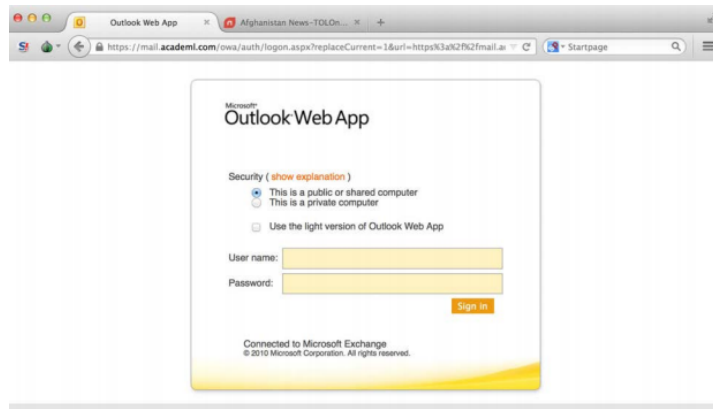 Outlook Web App
Afghanistan News-TOLOn...
https://mail.academl.com/owa/auth/logon.aspx?replaceCurrent=1&url=https%3a%2f%2fmail.a
Startpage
Microsoft®
Outlook Web App
Security ( show explanation )
This is a public or shared computer
This is a private computer
Use the light version of Outlook Web App
User name:
Password:
Sign in
Connected to Microsoft Exchange
© 2010 Microsoft Corporation. All rights reserved.